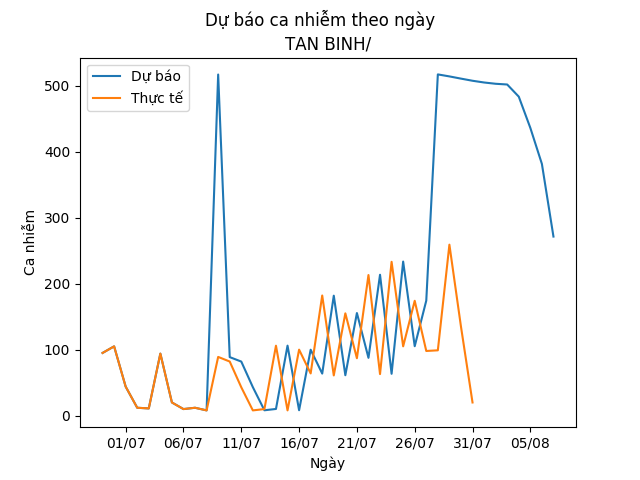 Dự báo ca nhiễm theo ngày
TAN BINH/
Dự báo
Thực tế
500
400
300
200
100
0
Ca nhiễm
01/07 06/07 11/07 16/07 21/07 26/07 31/07 05/08
Ngày